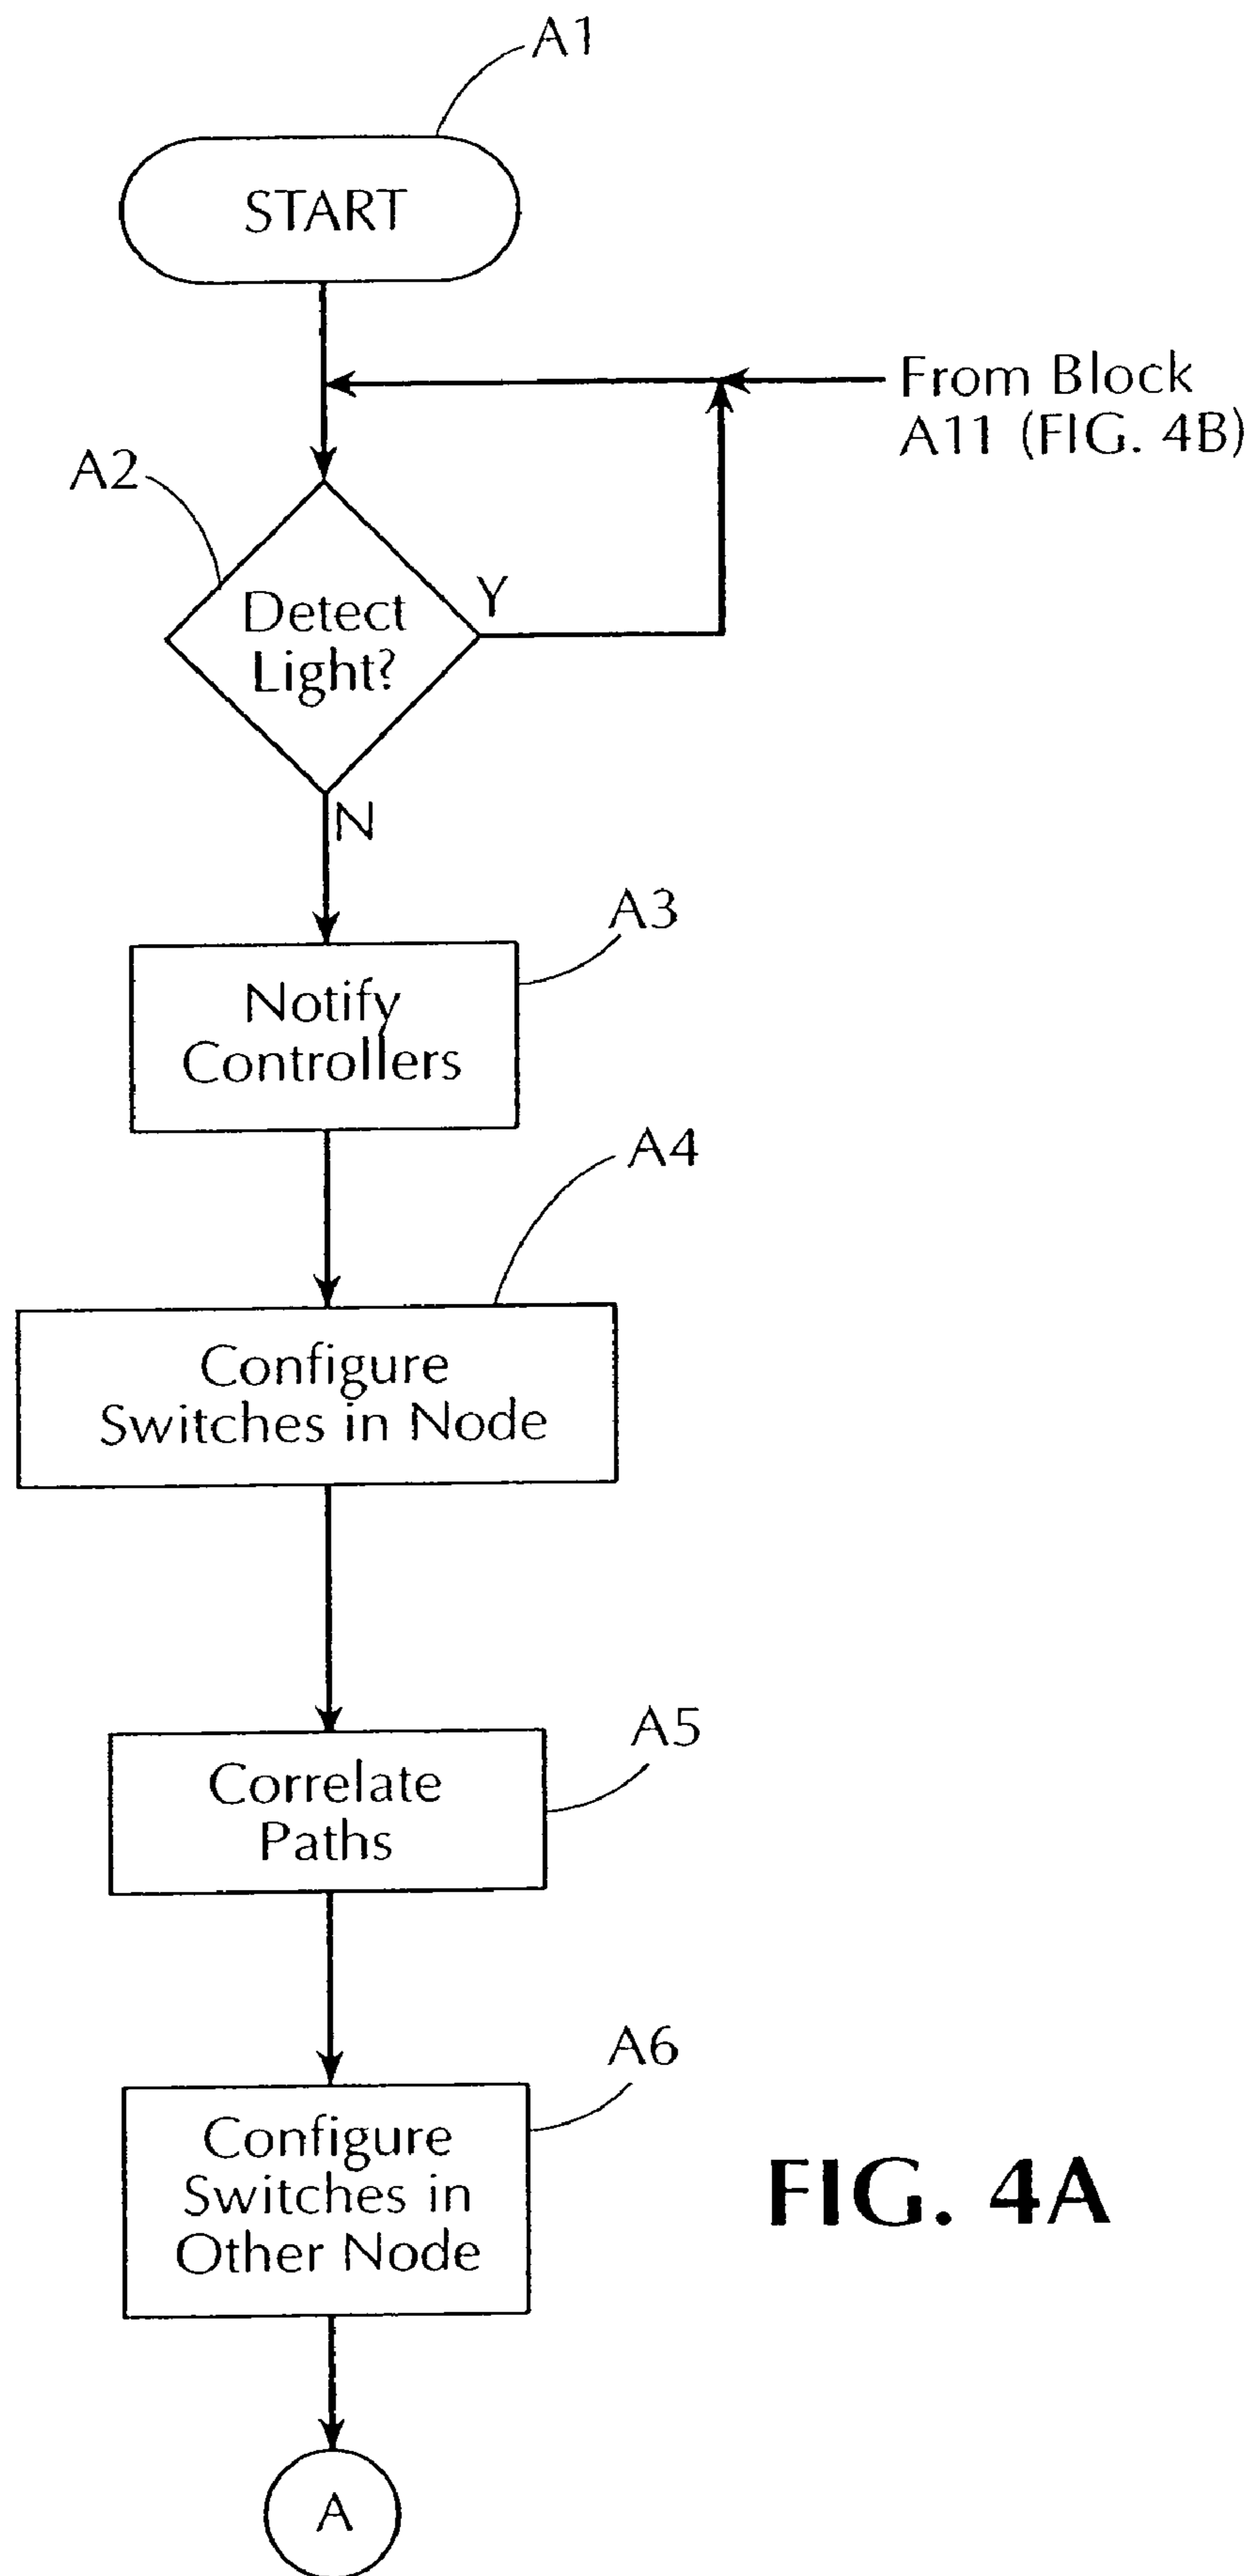 A1
START
From Block
A11 (FIG. 4B)
A2
Detect
Light?
Y
N
A3
Notify
Controllers
A4
Configure
Switches in Node
A5
Correlate
Paths
A6
Configure
Switches in
Other Node
FIG. 4A
A